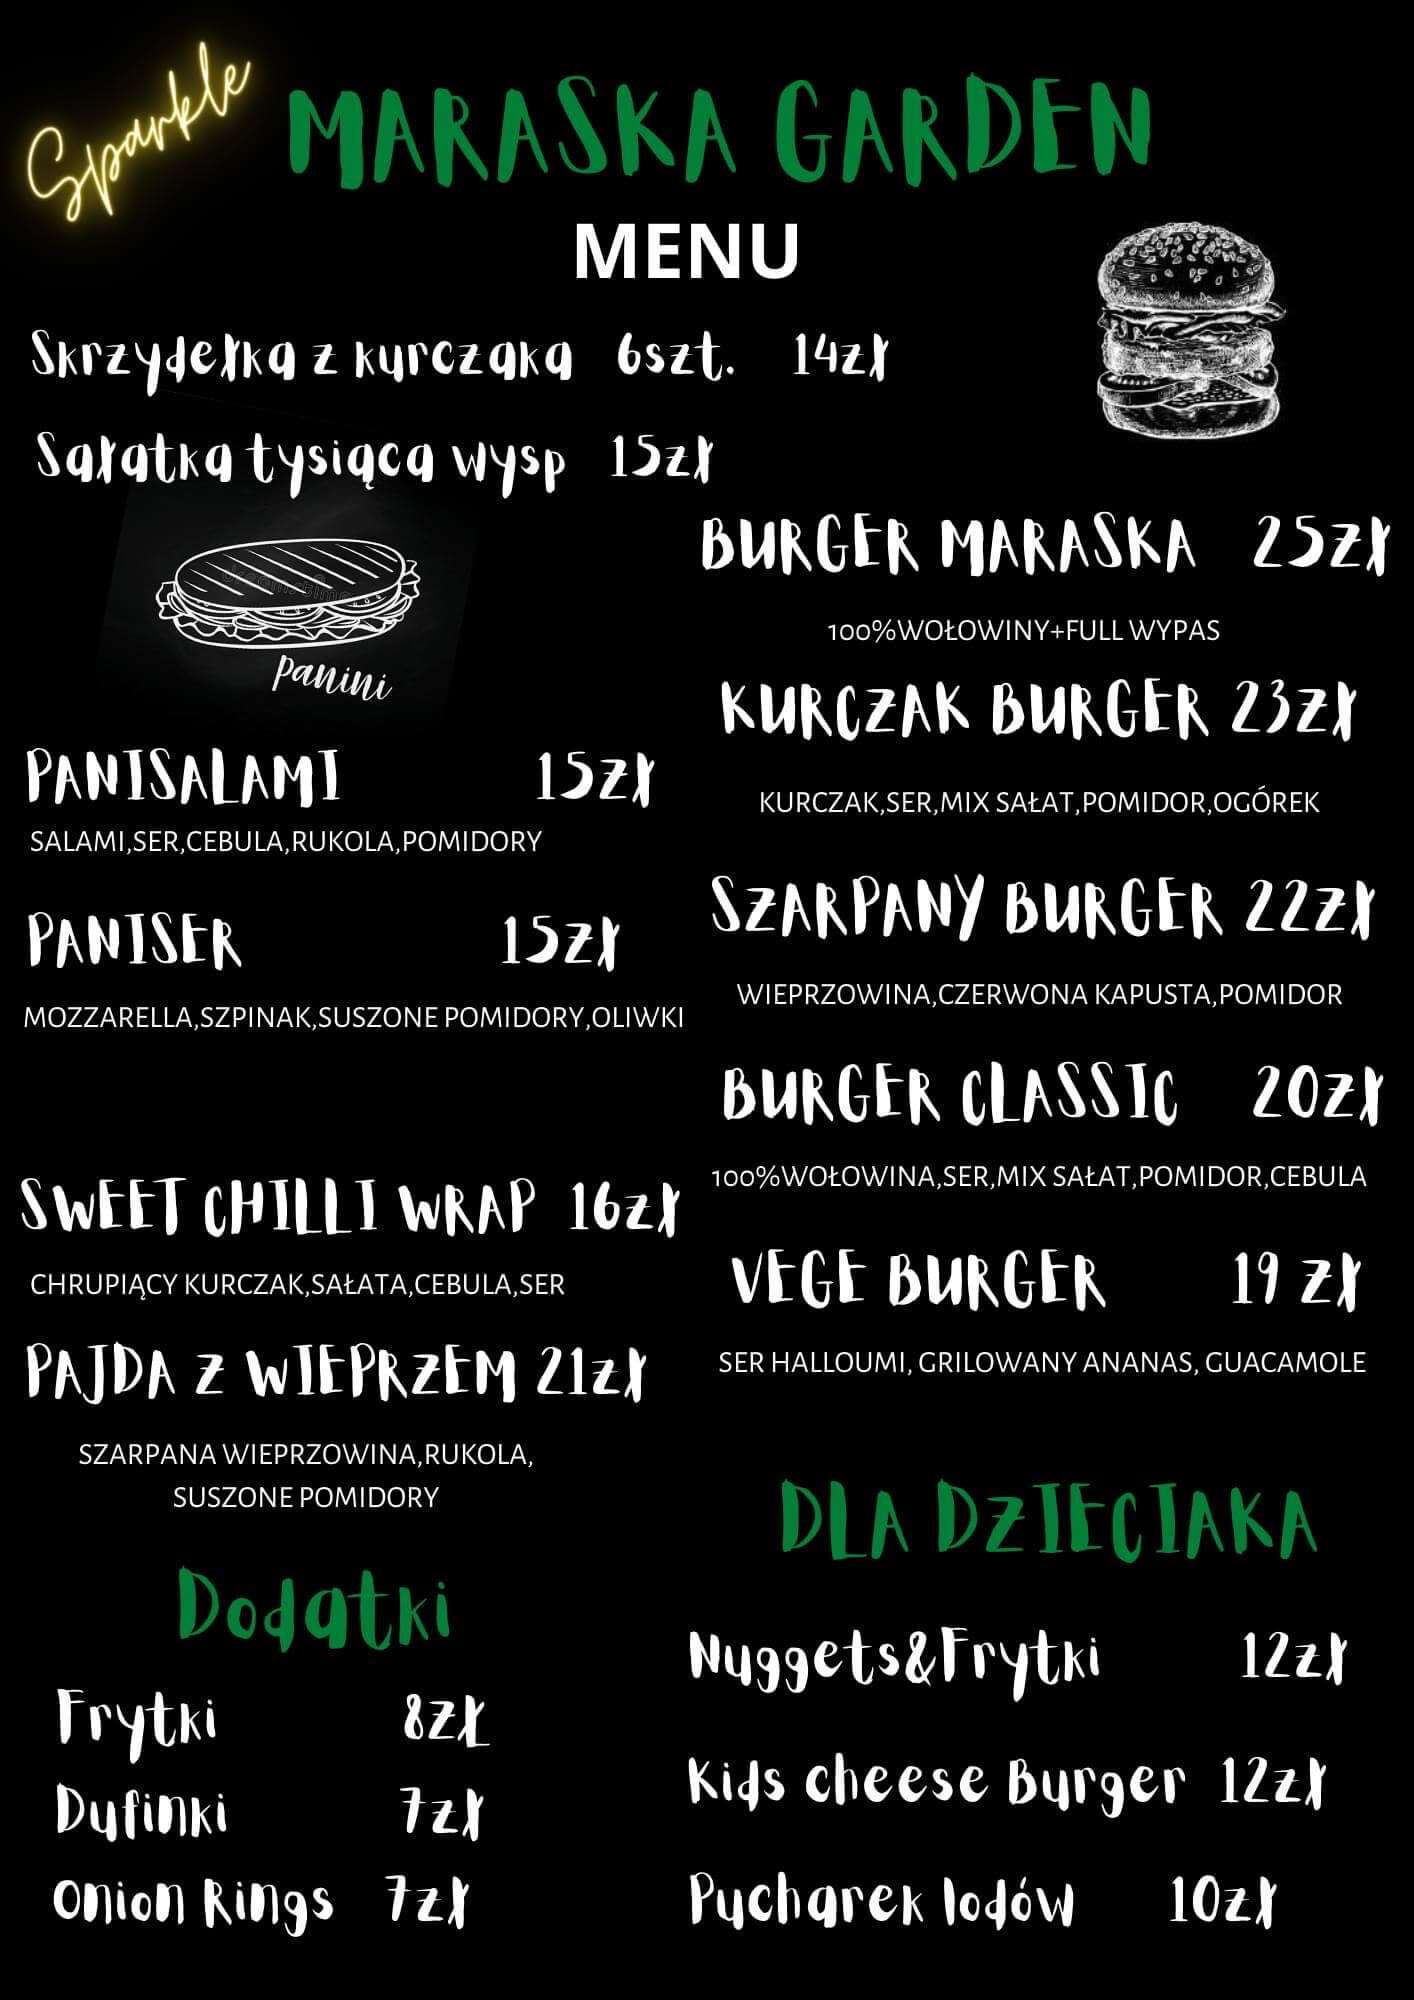 Sparkle
MARASKA GARDEN
MENU
Skrzydełka z kurczaka 6szt. 14zł
Sałatka tysiąca wysp 15zł
Panini
PANISALAMI 15zł
SALAMI,SER,CEBULA,RUKOLA,POMIDORY
PANISER 15zł
MOZZARELLA,SZPINAK,SUSZONE POMIDORY,OLIWKI
SWEET CHILLI WRAP 16zł
CHRUPIĄCY KURCZAK,SAŁATA,CEBULA,SER
PAJDA Z WIEPRZEM 21zł
SZARPANA WIEPRZOWINA,RUKOLA,
SUSZONE POMIDORY
Dodatki
Frytki 8zŁ
Dufinki 7zł
Onion Rings 7zł
BURGER MARASKA 25zł
100%WOŁOWINY+FULL WYPAS
KURCZAK BURGER 23zł
KURCZAK,SER,MIX SAŁAT,POMIDOR,OGÓREK
SZARPANY BURGER 22zł
WIEPRZOWINA,CZERWONA KAPUSTA,POMIDOR
BURGER CLASSIC 20zł
100%WOŁOWINA,SER,MIX SAŁAT,POMIDOR,CEBULA
VEGE BURGER 19 zł
SER HALLOUMI, GRILOWANY ANANAS, GUACAMOLE
DLA DZIECIAKA
Nuggets&Frytki 12zł
Kids cheese Burger 12zł
Pucharek lodów 10zł